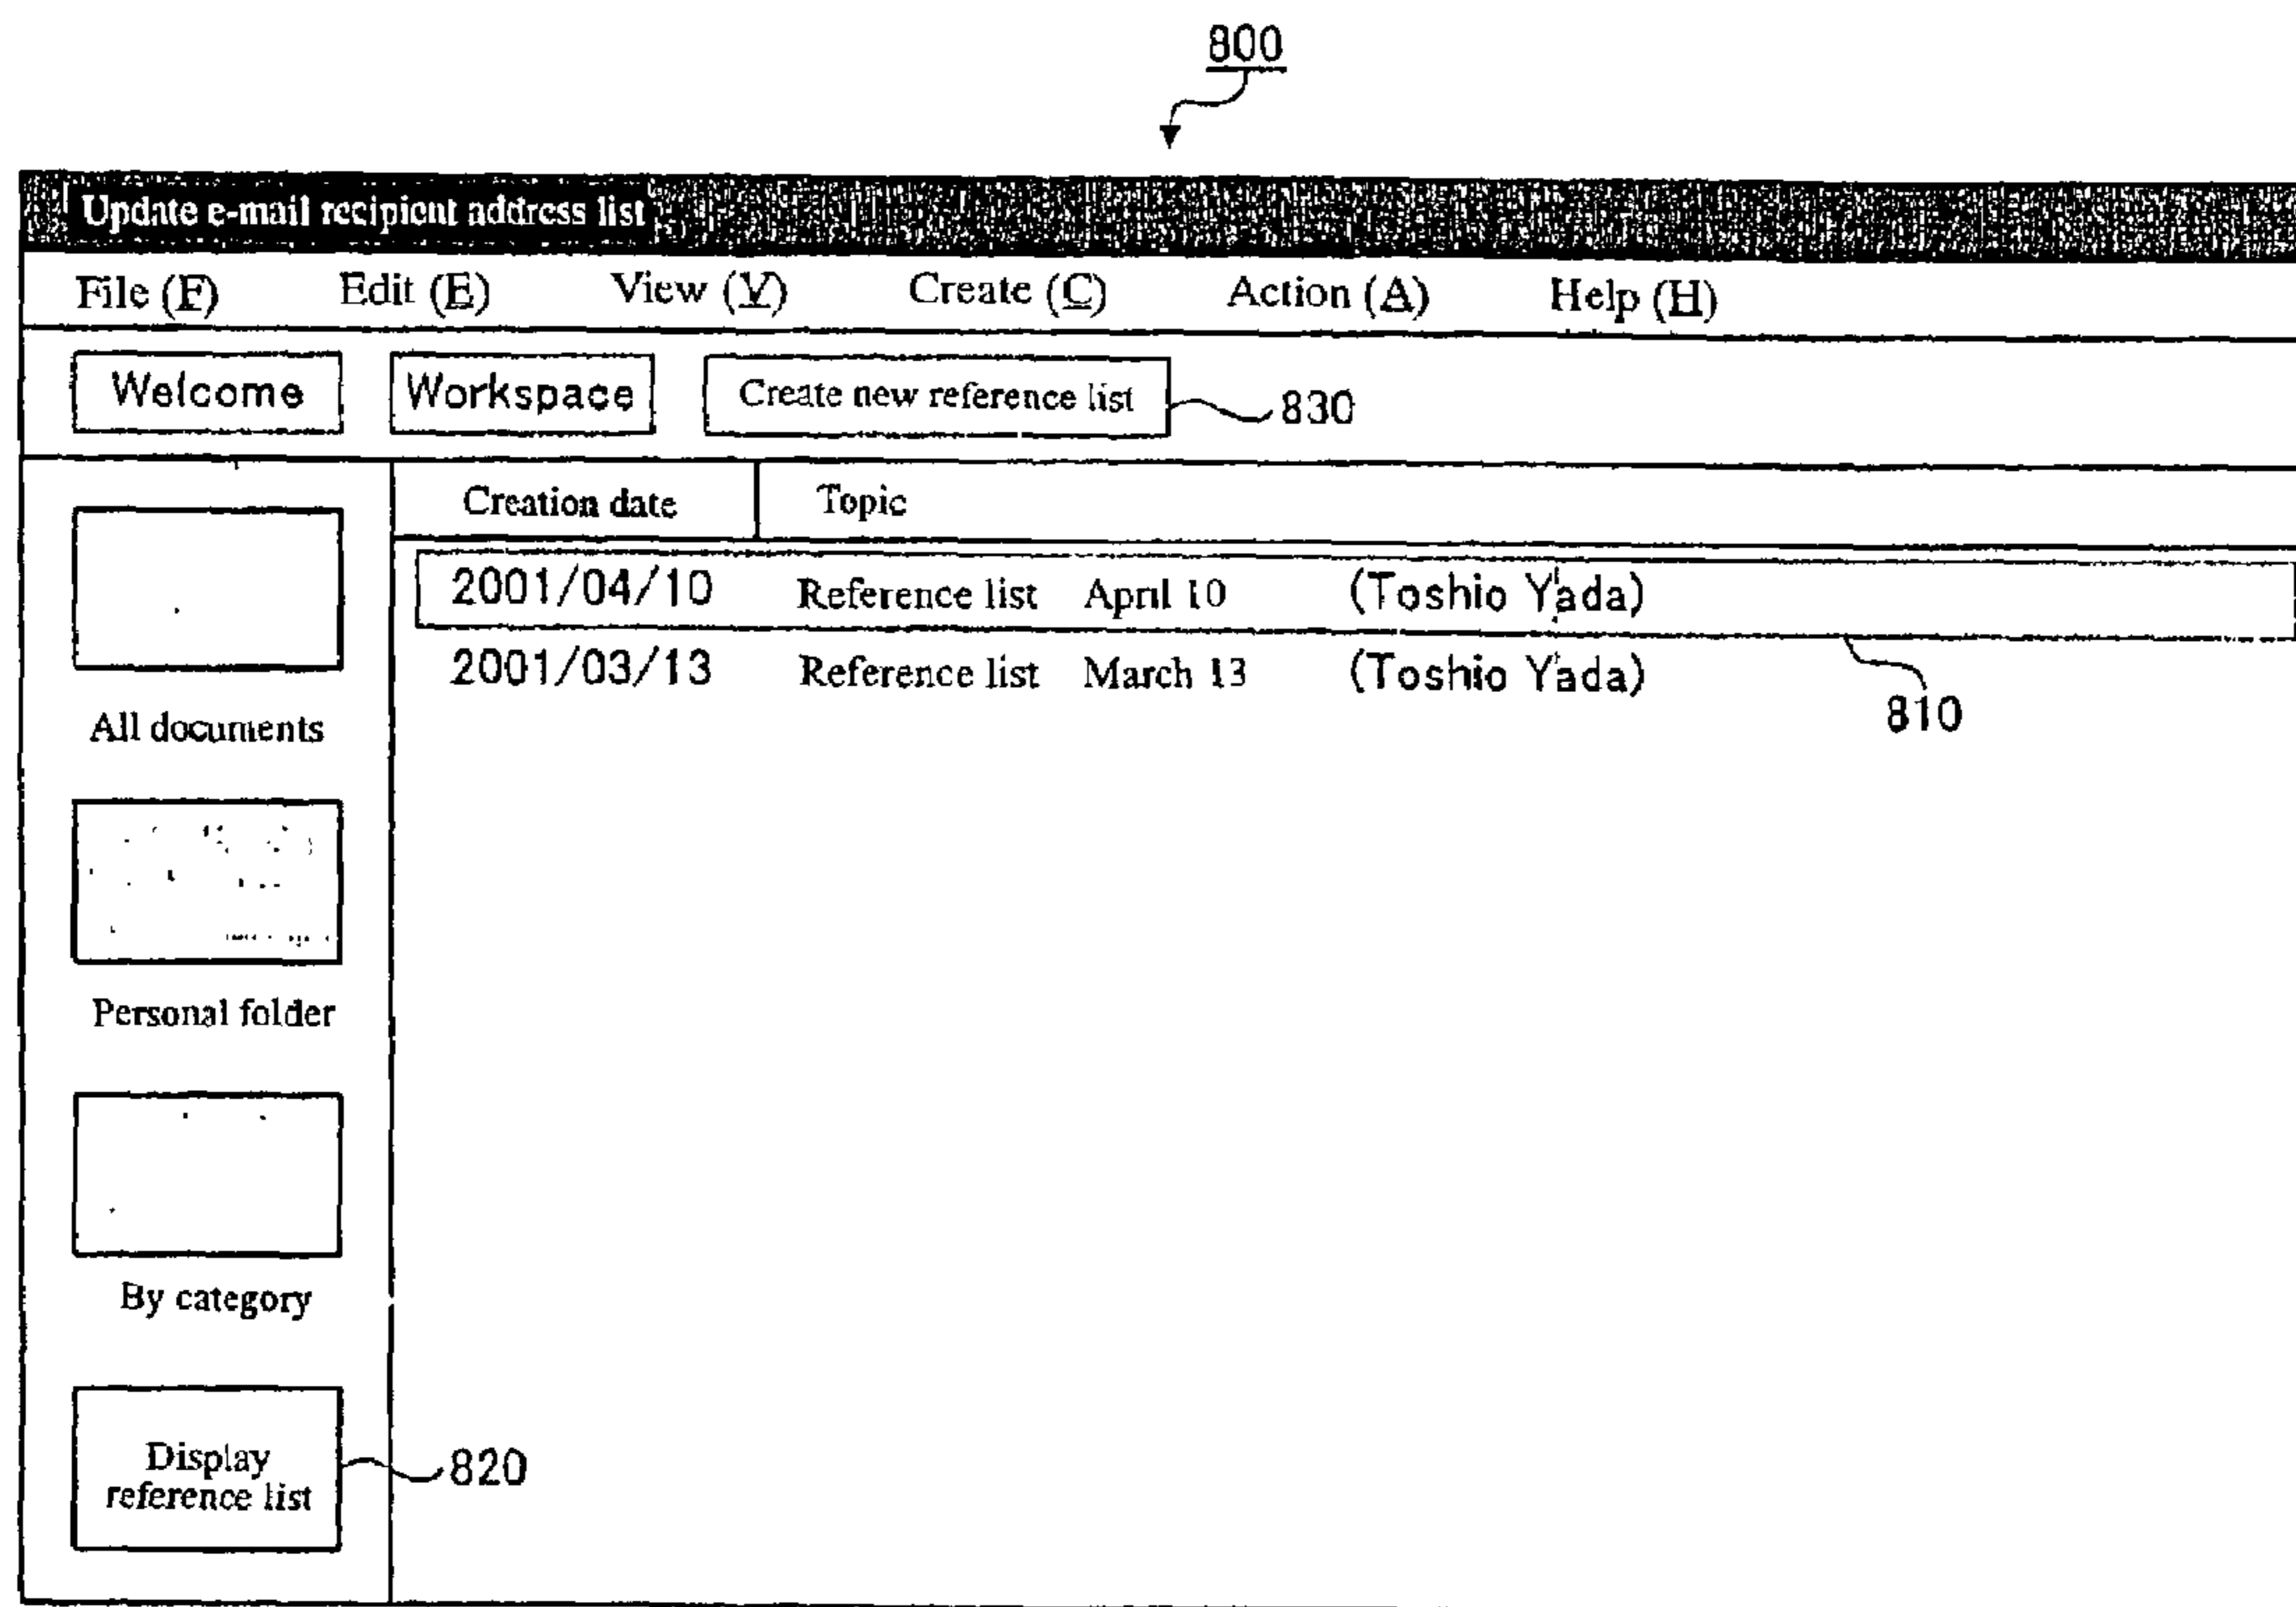 800
Update e-mail recipient address list
File (F) Edit (E) View (V) Create (C) Action (A) Help (H)
Welcome Workspace Create new reference list 830
Creation date Topic
2001/04/10 Reference list April 10 (Toshio Yada)
2001/03/13 Reference list March 13 (Toshio Yada)
810
All documents
Personal folder
By category
Display
reference list
820